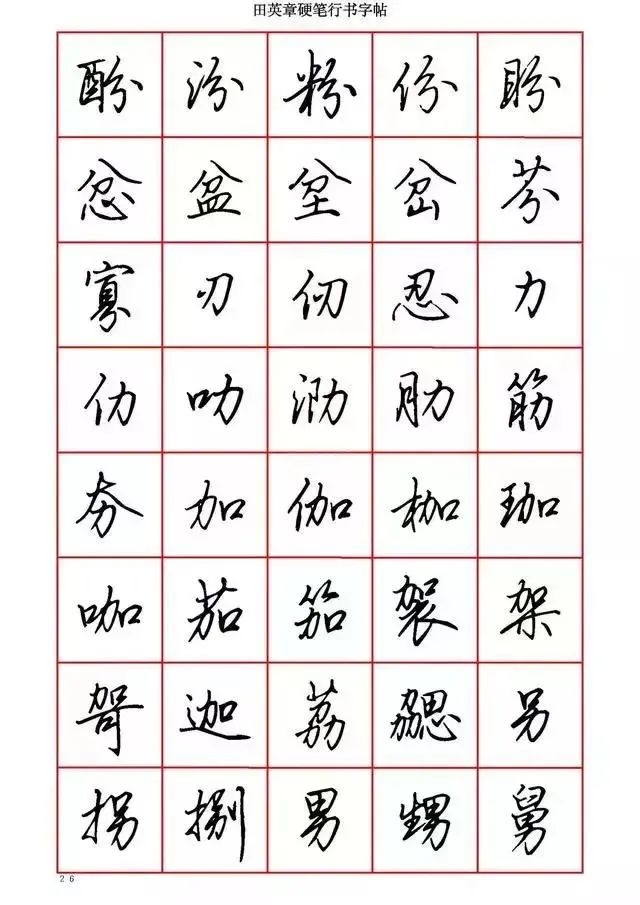 田英章硬笔行书字帖
酚汾粉份盼
忿盆坌岔芬
寡刃仞忍力
仂叻泐肋筋
夯加伽枷珈
咖茄笳袈架
哿迦荔勰另
拐捌男甥舅
26